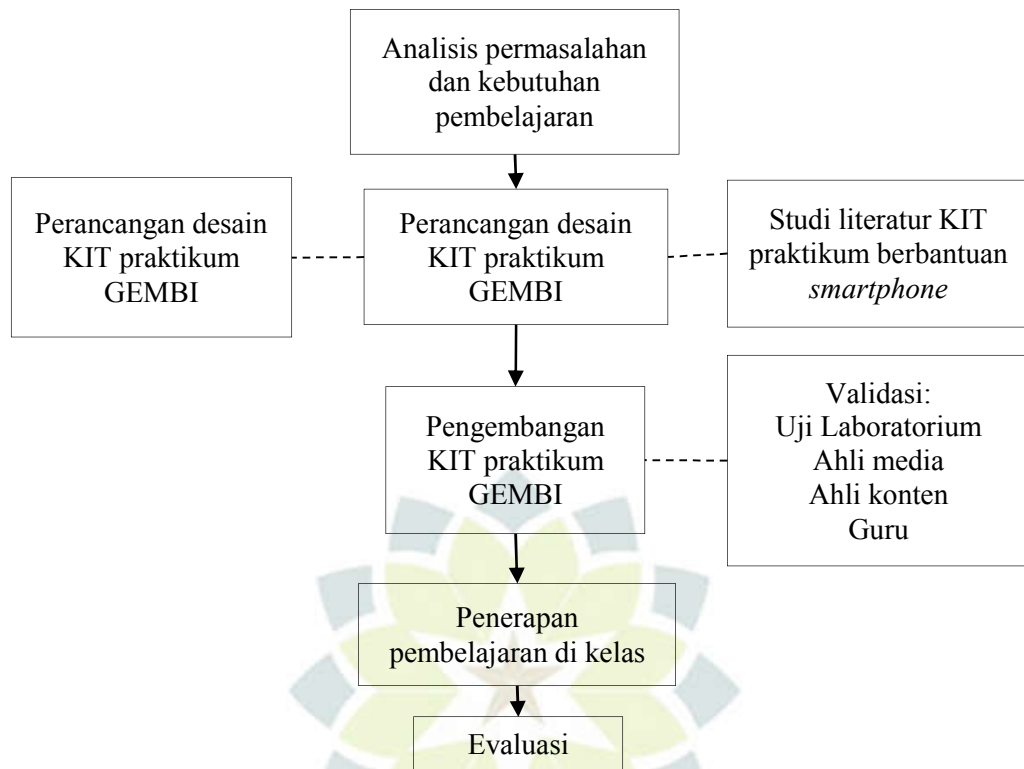 Analisis permasalahan
dan kebutuhan
pembelajaran
Perancangan desain
KIT praktikum
GEMBI
Perancangan desain
KIT praktikum
GEMBI
Studi literatur KIT
praktikum berbantuan
smartphone
Pengembangan
KIT praktikum
GEMBI
Validasi:
Uji Laboratorium
Ahli media
Ahli konten
Guru
Penerapan
pembelajaran di kelas
Evaluasi